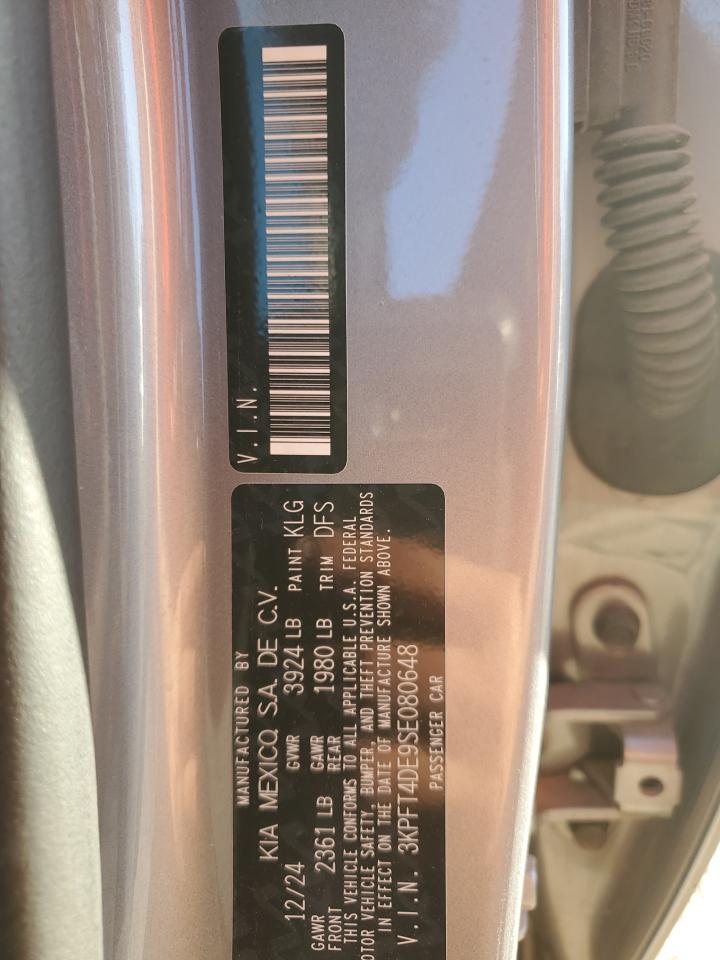 V.I.N.
MANUFACTURED BY
KIA MEXICO, S.A. DE C.V.
12/24 GVWR 3924 LB PAINT KLG
GAWR FRONT 2361 LB GAWR REAR 1980 LB TRIM DFS
THIS VEHICLE CONFORMS TO ALL APPLICABLE U.S.A. FEDERAL
OTOR VEHICLE SAFETY, BUMPER, AND THEFT PREVENTION STANDARDS
IN EFFECT ON THE DATE OF MANUFACTURE SHOWN ABOVE.
V.I.N. 3KPFT4DE9SE080648
PASSENGER CAR